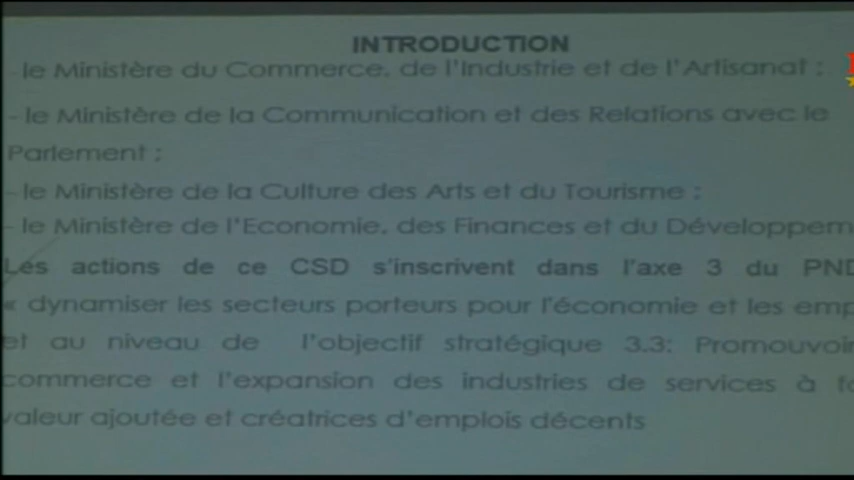 INTRODUCTION
- le Ministère du Commerce, de l'Industrie et de l'Artisanat ;
- le Ministère de la Communication et des Relations avec le
Parlement ;
- le Ministère de la Culture des Arts et du Tourisme ;
- le Ministère de l'Economie, des Finances et du Développem
Les actions de ce CSD s'inscrivent dans l'axe 3 du PND
« dynamiser les secteurs porteurs pour l'économie et les emp
et au niveau de l'objectif stratégique 3.3: Promouvoir
commerce et l'expansion des industries de services à fo
valeur ajoutée et créatrices d'emplois décents